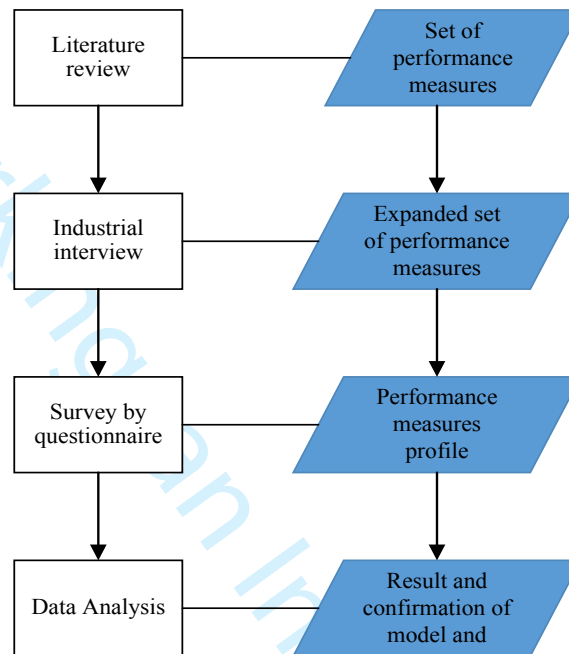 Literature
review
Set of
performance
measures
Industrial
interview
Expanded set
of performance
measures
Survey by
questionnaire
Performance
measures
profile
Data Analysis
Result and
confirmation of
model and